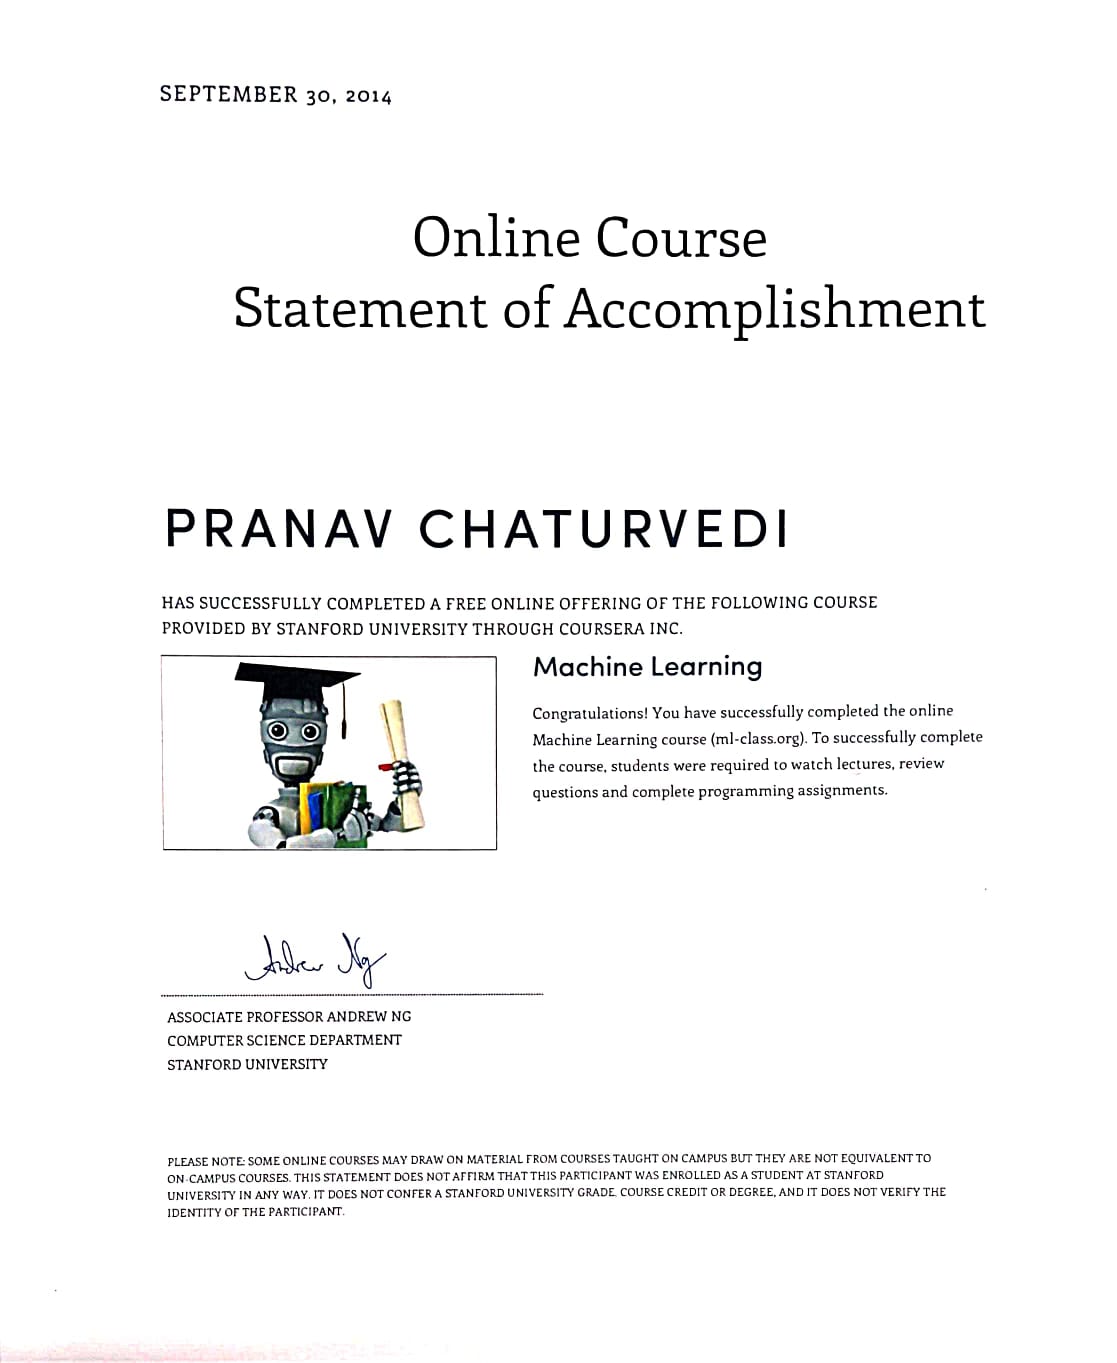 SEPTEMBER 30, 2014
Online Course
Statement of Accomplishment
PRANAV CHATURVEDI
HAS SUCCESSFULLY COMPLETED A FREE ONLINE OFFERING OF THE FOLLOWING COURSE
PROVIDED BY STANFORD UNIVERSITY THROUGH COURSERA INC.
Machine Learning
Congratulations! You have successfully completed the online
Machine Learning course (ml-class.org). To successfully complete
the course, students were required to watch lectures, review
questions and complete programming assignments.
Andrew Ng
ASSOCIATE PROFESSOR ANDREW NG
COMPUTER SCIENCE DEPARTMENT
STANFORD UNIVERSITY
PLEASE NOTE: SOME ONLINE COURSES MAY DRAW ON MATERIAL FROM COURSES TAUGHT ON CAMPUS BUT THEY ARE NOT EQUIVALENT TO
ON-CAMPUS COURSES. THIS STATEMENT DOES NOT AFFIRM THAT THIS PARTICIPANT WAS ENROLLED AS A STUDENT AT STANFORD
UNIVERSITY IN ANY WAY. IT DOES NOT CONFER A STANFORD UNIVERSITY GRADE, COURSE CREDIT OR DEGREE, AND IT DOES NOT VERIFY THE
IDENTITY OF THE PARTICIPANT.